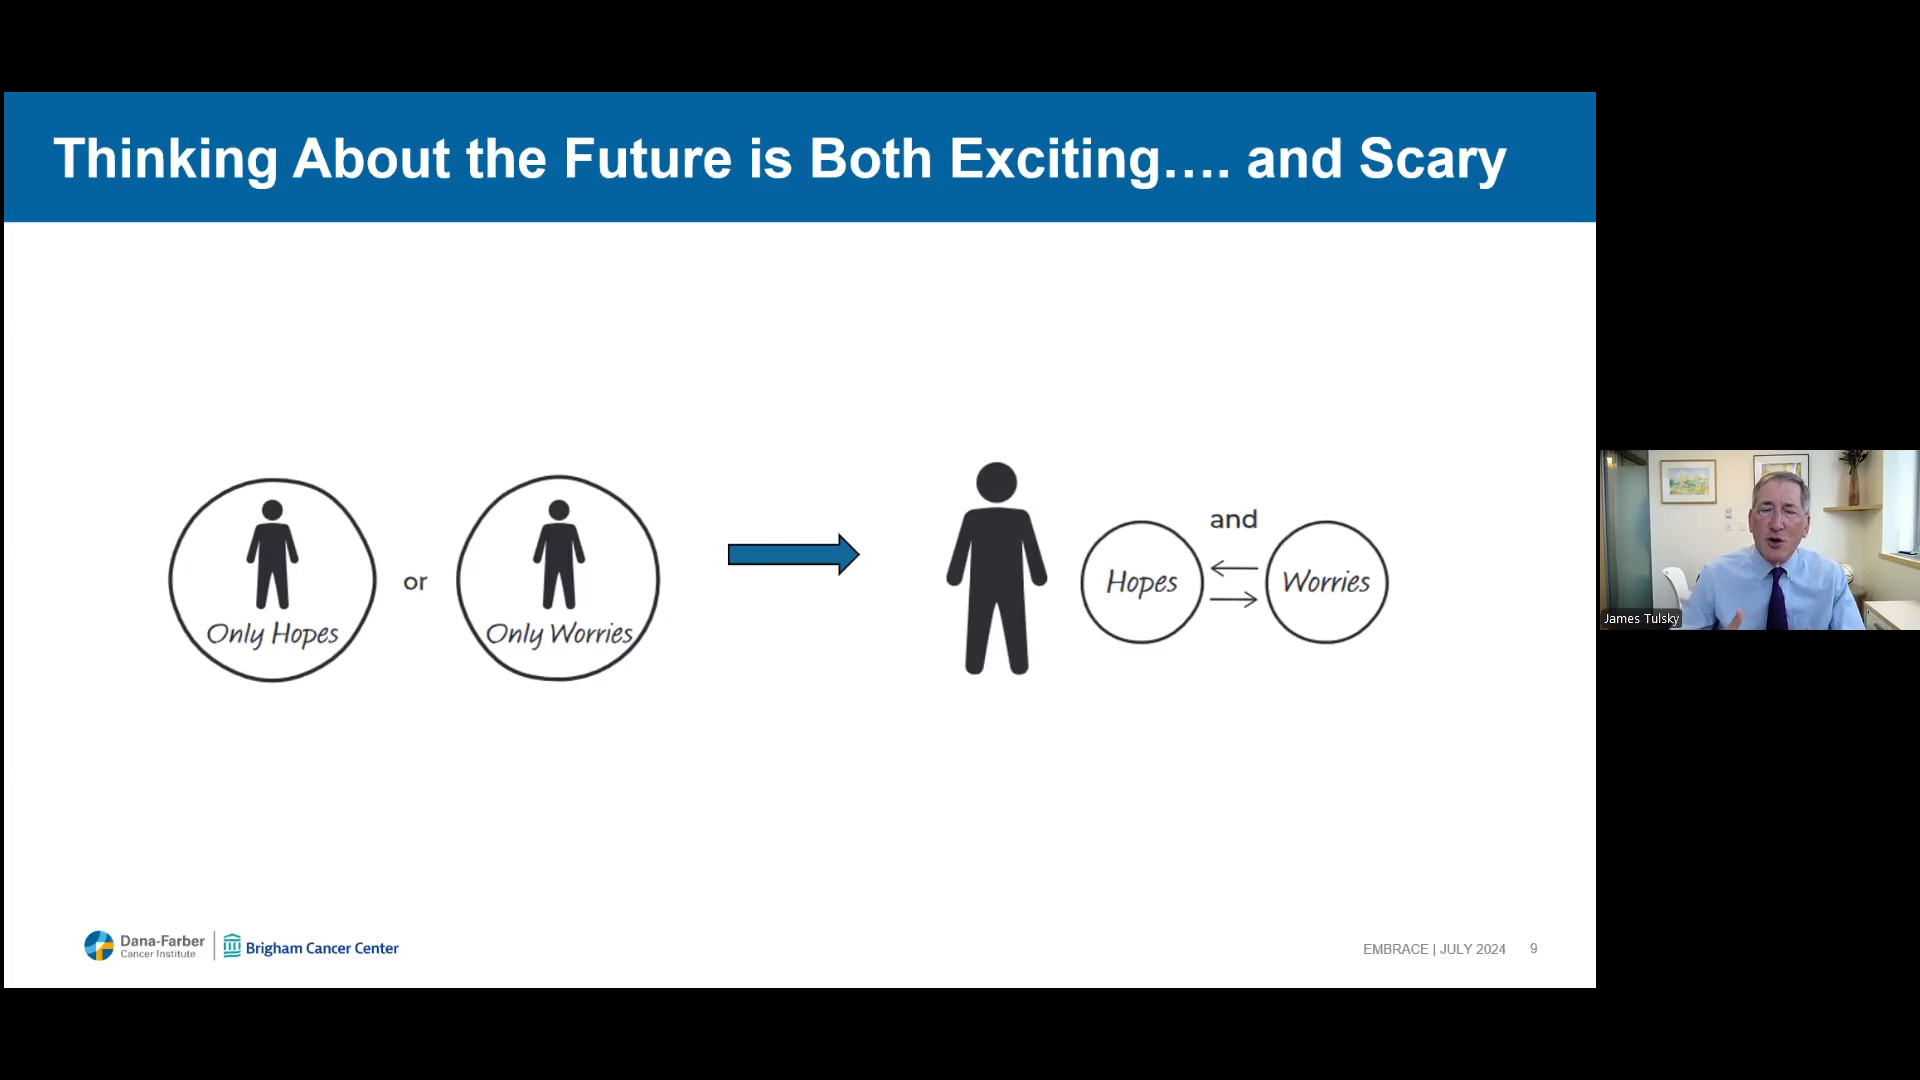 Thinking About the Future is Both Exciting.... and Scary
Only Hopes
or
Only Worries
Hopes
and
Worries
James Tulsky
Dana-Farber
Cancer Institute
Brigham Cancer Center
EMBRACE | JULY 2024
9